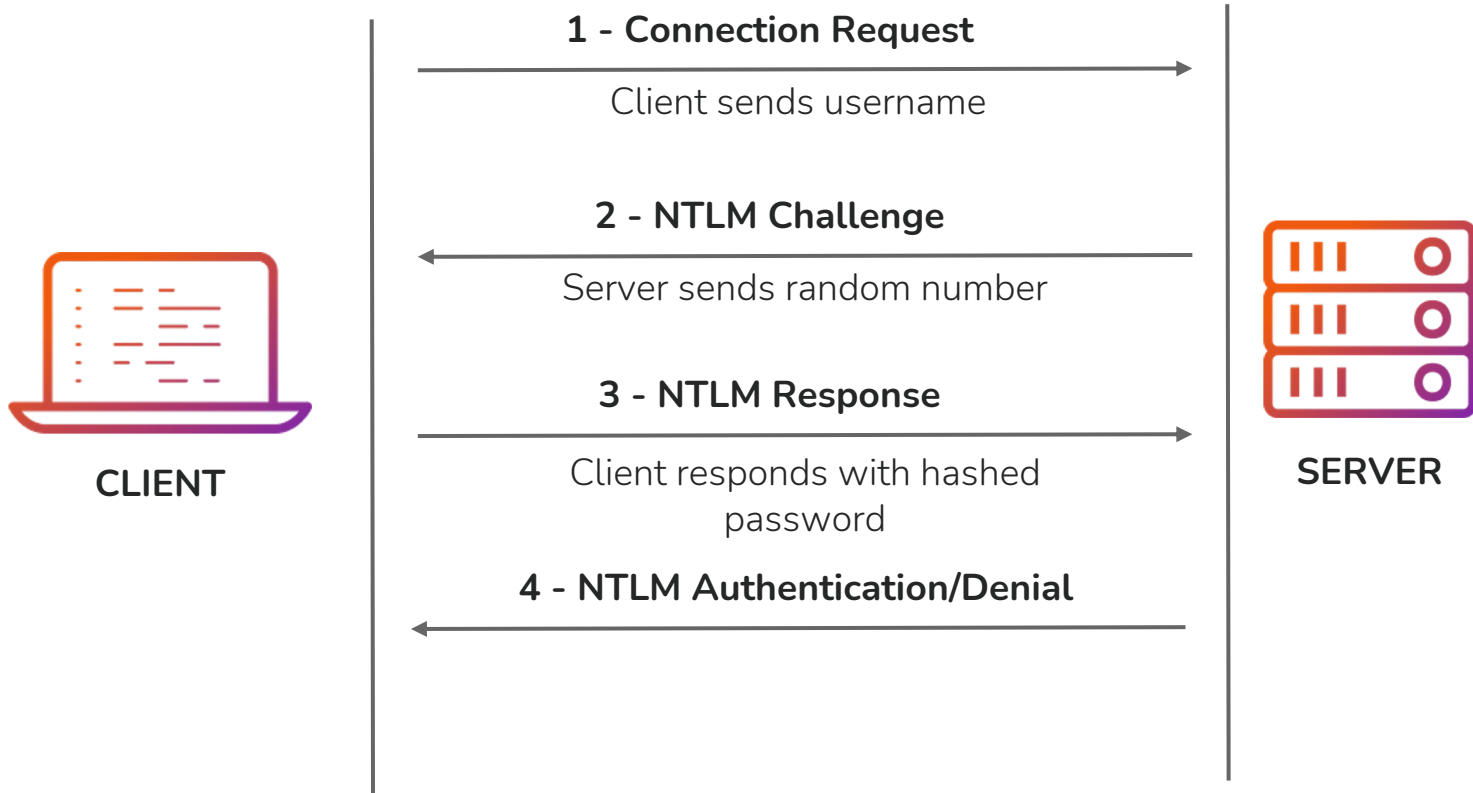 1 - Connection Request
Client sends username
2 - NTLM Challenge
Server sends random number
3 - NTLM Response
Client responds with hashed
password
4 - NTLM Authentication/Denial
CLIENT
SERVER